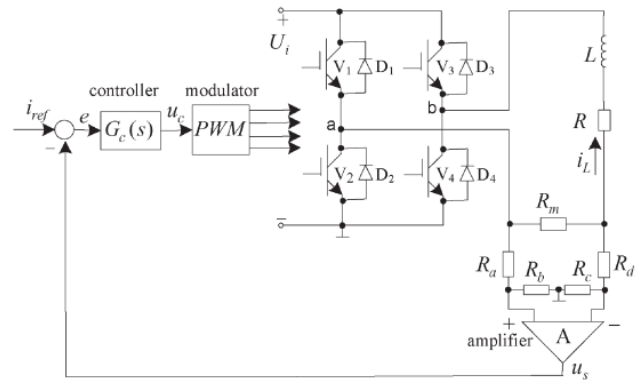 +
U_i
V_1
D_1
V_3
D_3
L
controller
modulator
i_ref
e
G_c(s)
u_c
PWM
a
b
R
−
i_L
V_2
D_2
V_4
D_4
−
R_m
R_a
R_b
R_c
R_d
+
A
−
amplifier
u_s